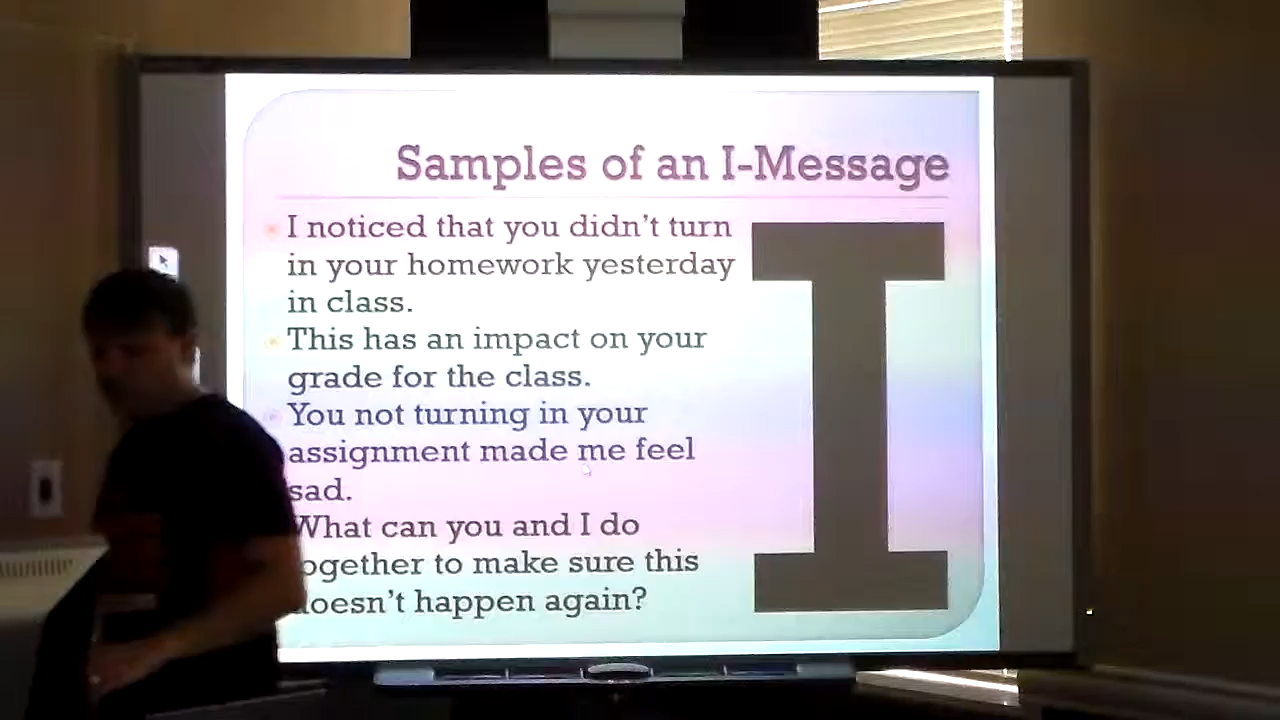 Samples of an I-Message
I noticed that you didn't turn
in your homework yesterday
in class.
This has an impact on your
grade for the class.
You not turning in your
assignment made me feel
sad.
What can you and I do
ogether to make sure this
oesn't happen again?
I